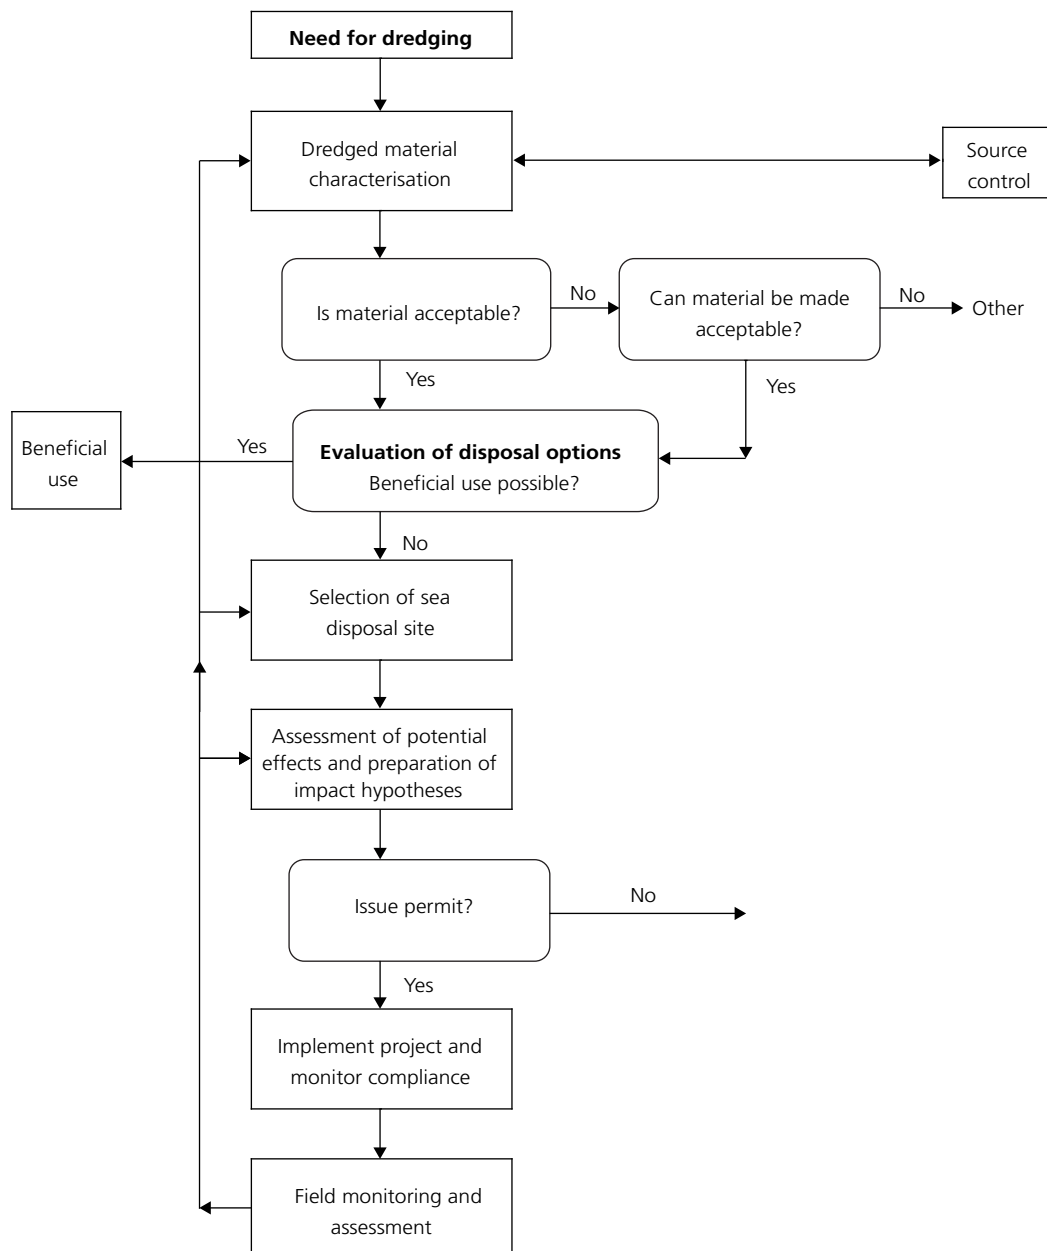 Need for dredging
Dredged material
characterisation
Source
control
Is material acceptable?
No
Can material be made
acceptable?
No
Other
Yes
Yes
Beneficial
use
Yes
Evaluation of disposal options
Beneficial use possible?
No
Selection of sea
disposal site
Assessment of potential
effects and preparation of
impact hypotheses
Issue permit?
No
Yes
Implement project and
monitor compliance
Field monitoring and
assessment